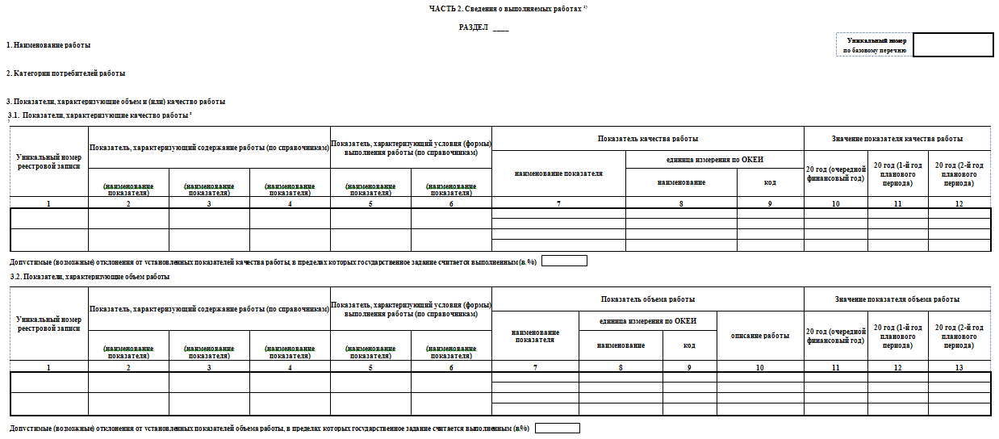 ЧАСТЬ 2. Сведения о выполняемых работах ¹⁾
РАЗДЕЛ ____
1. Наименование работы
Уникальный номер
по базовому перечню
2. Категории потребителей работы
3. Показатели, характеризующие объем и (или) качество работы
3.1. Показатели, характеризующие качество работы ²
Уникальный номер
реестровой записи
Показатель, характеризующий содержание работы (по справочникам)
Показатель, характеризующий условия (формы)
выполнения работы (по справочникам)
Показатель качества работы
Значение показателя качества работы
наименование показателя
единица измерения по ОКЕИ
20 год (очередной
финансовый год)
20 год (1-й год
планового
периода)
20 год (2-й год
планового
периода)
наименование
код
(наименование
показателя)
(наименование
показателя)
(наименование
показателя)
(наименование
показателя)
(наименование
показателя)
1 2 3 4 5 6 7 8 9 10 11 12
Допустимые (возможные) отклонения от установленных показателей качества работы, в пределах которых государственное задание считается выполненным (в %)
3.2. Показатели, характеризующие объем работы
Уникальный номер
реестровой записи
Показатель, характеризующий содержание работы (по справочникам)
Показатель, характеризующий условия (формы)
выполнения работы (по справочникам)
Показатель объема работы
Значение показателя объема работы
наименование
показателя
единица измерения по ОКЕИ
описание работы
20 год (очередной
финансовый год)
20 год (1-й год
планового
периода)
20 год (2-й год
планового
периода)
наименование
код
(наименование
показателя)
(наименование
показателя)
(наименование
показателя)
(наименование
показателя)
(наименование
показателя)
1 2 3 4 5 6 7 8 9 10 11 12 13
Допустимые (возможные) отклонения от установленных показателей объема работы, в пределах которых государственное задание считается выполненным (в %)